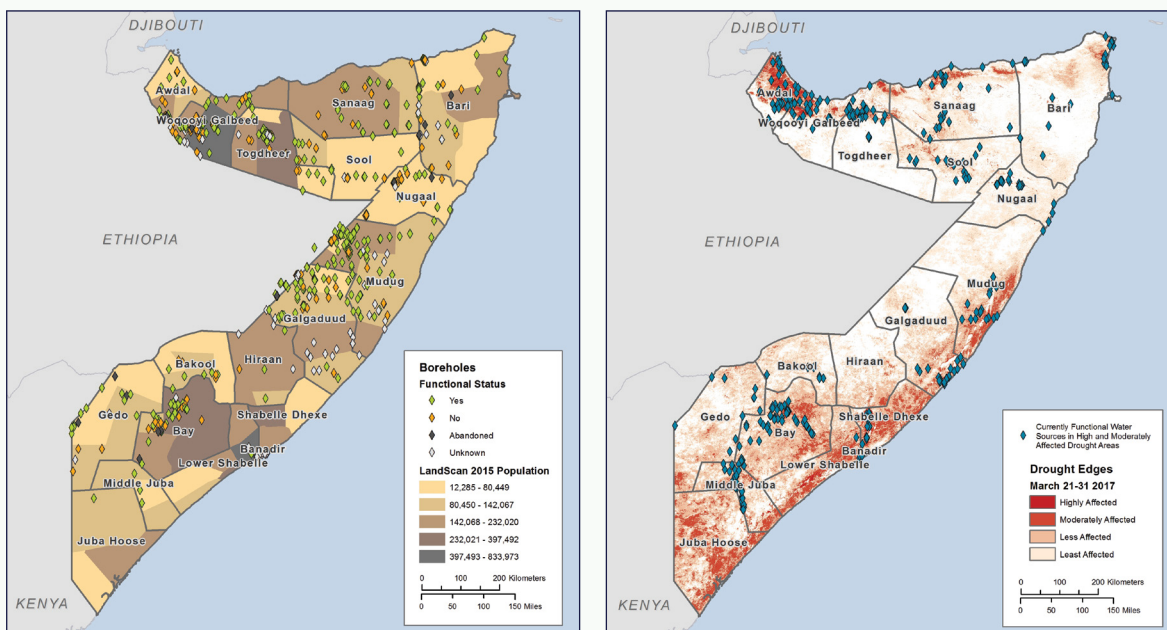 DJIBOUTI
Awdal
Woqooyi Galbeed
Togdheer
Sanaag
Bari
Sool
Nugaal
ETHIOPIA
Mudug
Galgaduud
Hiraan
Bakool
Gedo
Bay
Shabelle Dhexe
Banadir
Lower Shabelle
Middle Juba
Juba Hoose
KENYA
Boreholes
Functional Status
Yes
No
Abandoned
Unknown
LandScan 2015 Population
12,285 - 80,449
80,450 - 142,067
142,068 - 232,020
232,021 - 397,492
397,493 - 833,973
0 100 200 Kilometers
0 50 100 150 Miles
DJIBOUTI
Awdal
Woqooyi Galbeed
Togdheer
Sanaag
Bari
Sool
Nugaal
ETHIOPIA
Mudug
Galgaduud
Hiraan
Bakool
Gedo
Bay
Shabelle Dhexe
Banadir
Lower Shabelle
Middle Juba
Juba Hoose
KENYA
Currently Functional Water
Sources in High and Moderately
Affected Drought Areas
Drought Edges
March 21-31 2017
Highly Affected
Moderately Affected
Less Affected
Least Affected
0 100 200 Kilometers
0 50 100 150 Miles